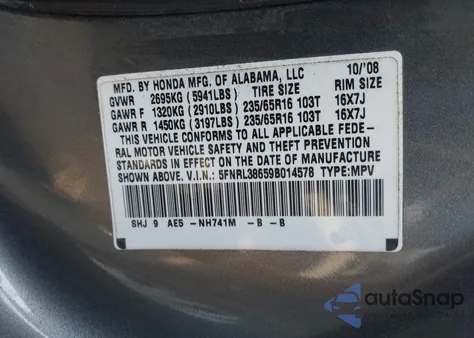 MFD. BY HONDA MFG. OF ALABAMA, LLC 10/'08
GVWR 2695KG (5941LBS) TIRE SIZE RIM SIZE
GAWR F 1320KG (2910LBS) 235/65R16 103T 16X7J
GAWR R 1450KG (3197LBS) 235/65R16 103T 16X7J
THIS VEHICLE CONFORMS TO ALL APPLICABLE FEDE-
RAL MOTOR VEHICLE SAFETY AND THEFT PREVENTION
STANDARDS IN EFFECT ON THE DATE OF MANUFACTURE
SHOWN ABOVE. V.I.N.: 5FNRL38659B014578 TYPE:MPV
SHJ 9 AE5 -NH741M -B -B
autoSnap